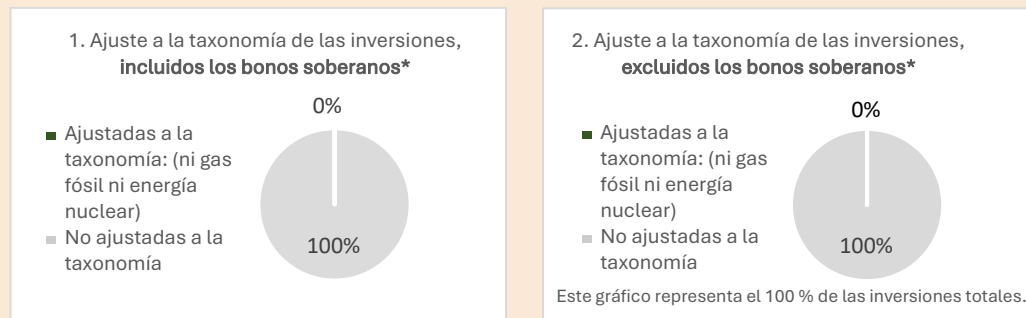 1. Ajuste a la taxonomía de las inversiones,
incluidos los bonos soberanos*
0%
Ajustadas a la
taxonomía: (ni gas
fósil ni energía
nuclear)
No ajustadas a la
taxonomía
100%
2. Ajuste a la taxonomía de las inversiones,
excluidos los bonos soberanos*
0%
Ajustadas a la
taxonomía: (ni gas
fósil ni energía
nuclear)
No ajustadas a la
taxonomía
100%
Este gráfico representa el 100 % de las inversiones totales.